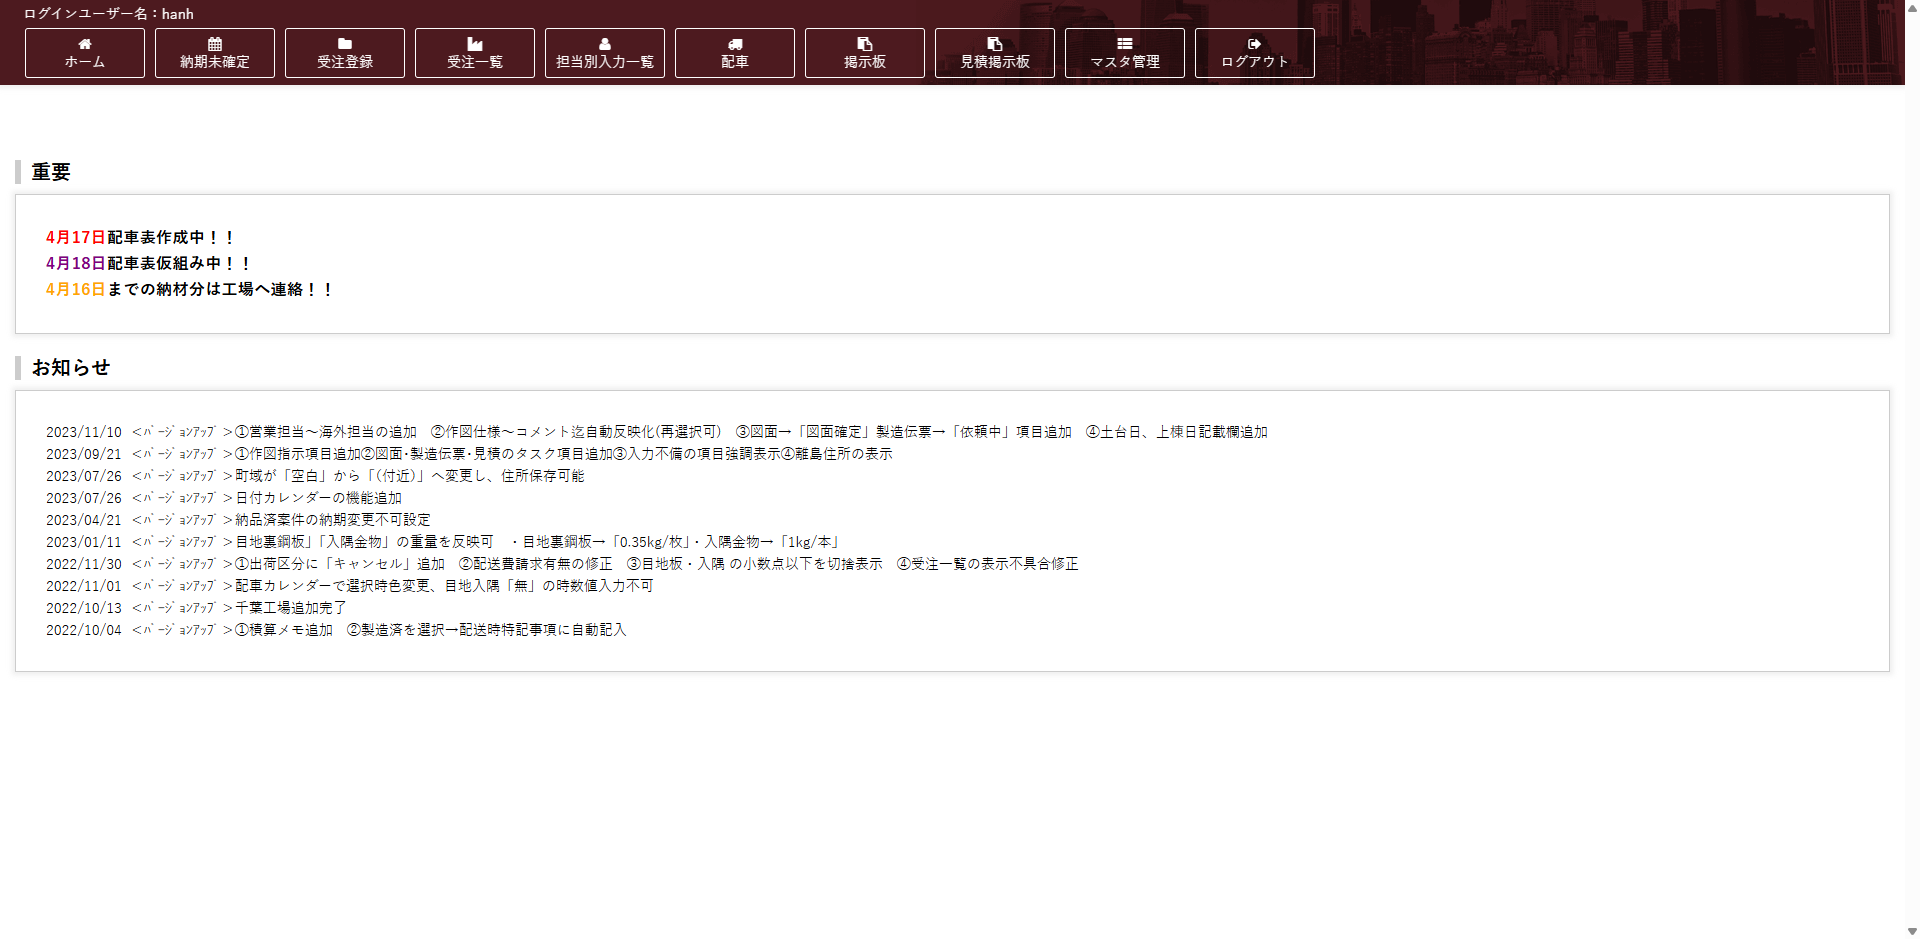 ログインユーザー名：hanh
ホーム
納期未確定
受注登録
受注一覧
担当別入力一覧
配車
掲示板
見積掲示板
マスタ管理
ログアウト
重要
4月17日配車表作成中！！
4月18日配車表仮組み中！！
4月16日までの納材分は工場へ連絡！！
お知らせ
2023/11/10 ＜ﾊﾞｰｼﾞｮﾝｱｯﾌﾟ＞①営業担当～海外担当の追加　②作図仕様～コメント迄自動反映化(再選択可)　③図面→「図面確定」製造伝票→「依頼中」項目追加　④土台日、上棟日記載欄追加
2023/09/21 ＜ﾊﾞｰｼﾞｮﾝｱｯﾌﾟ＞①作図指示項目追加②図面･製造伝票･見積のタスク項目追加③入力不備の項目強調表示④離島住所の表示
2023/07/26 ＜ﾊﾞｰｼﾞｮﾝｱｯﾌﾟ＞町域が「空白」から「(付近)」へ変更し、住所保存可能
2023/07/26 ＜ﾊﾞｰｼﾞｮﾝｱｯﾌﾟ＞日付カレンダーの機能追加
2023/04/21 ＜ﾊﾞｰｼﾞｮﾝｱｯﾌﾟ＞納品済案件の納期変更不可設定
2023/01/11 ＜ﾊﾞｰｼﾞｮﾝｱｯﾌﾟ＞目地裏鋼板」「入隅金物」の重量を反映可　・目地裏鋼板→「0.35kg/枚」・入隅金物→「1kg/本」
2022/11/30 ＜ﾊﾞｰｼﾞｮﾝｱｯﾌﾟ＞①出荷区分に「キャンセル」追加　②配送費請求有無の修正　③目地板・入隅 の小数点以下を切捨表示　④受注一覧の表示不具合修正
2022/11/01 ＜ﾊﾞｰｼﾞｮﾝｱｯﾌﾟ＞配車カレンダーで選択時色変更、目地入隅「無」の時数値入力不可
2022/10/13 ＜ﾊﾞｰｼﾞｮﾝｱｯﾌﾟ＞千葉工場追加完了
2022/10/04 ＜ﾊﾞｰｼﾞｮﾝｱｯﾌﾟ＞①積算メモ追加　②製造済を選択→配送時特記事項に自動記入